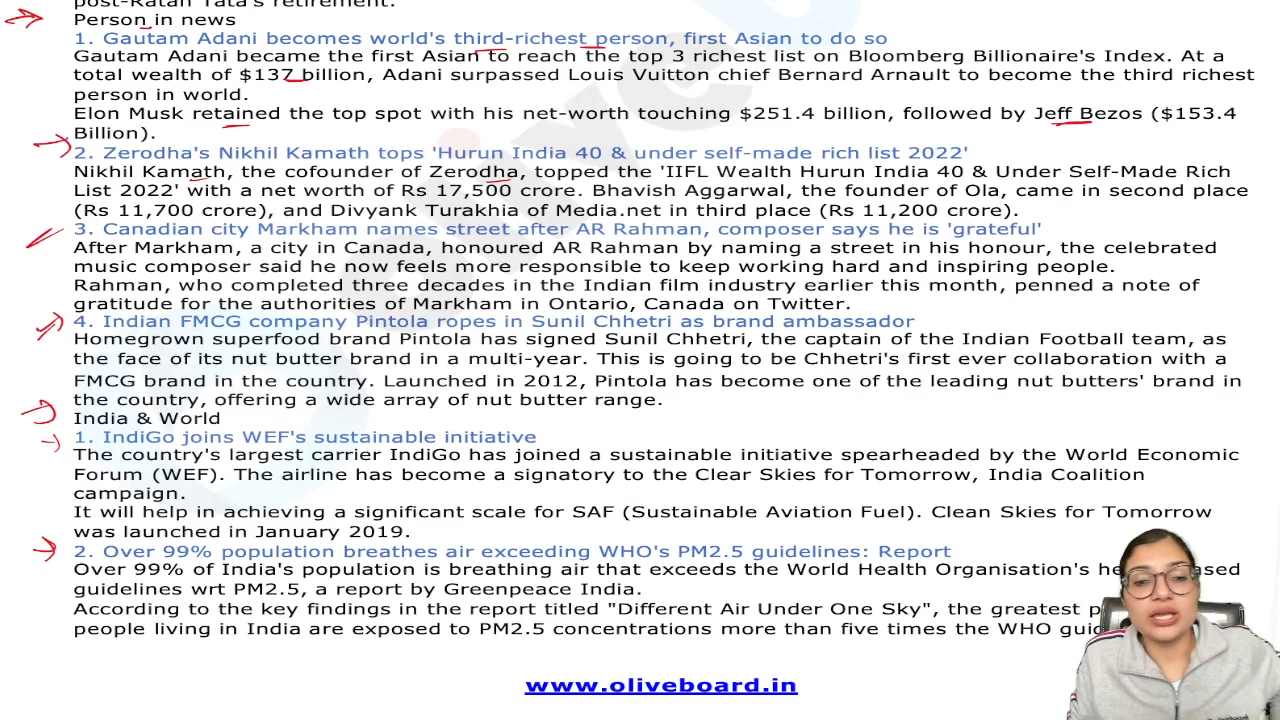 post-Ratan Tata's retirement.
Person in news
1. Gautam Adani becomes world's third-richest person, first Asian to do so
Gautam Adani became the first Asian to reach the top 3 richest list on Bloomberg Billionaire's Index. At a
total wealth of $137 billion, Adani surpassed Louis Vuitton chief Bernard Arnault to become the third richest
person in world.
Elon Musk retained the top spot with his net-worth touching $251.4 billion, followed by Jeff Bezos ($153.4
Billion).
2. Zerodha's Nikhil Kamath tops 'Hurun India 40 & under self-made rich list 2022'
Nikhil Kamath, the cofounder of Zerodha, topped the 'IIFL Wealth Hurun India 40 & Under Self-Made Rich
List 2022' with a net worth of Rs 17,500 crore. Bhavish Aggarwal, the founder of Ola, came in second place
(Rs 11,700 crore), and Divyank Turakhia of Media.net in third place (Rs 11,200 crore).
3. Canadian city Markham names street after AR Rahman, composer says he is 'grateful'
After Markham, a city in Canada, honoured AR Rahman by naming a street in his honour, the celebrated
music composer said he now feels more responsible to keep working hard and inspiring people.
Rahman, who completed three decades in the Indian film industry earlier this month, penned a note of
gratitude for the authorities of Markham in Ontario, Canada on Twitter.
4. Indian FMCG company Pintola ropes in Sunil Chhetri as brand ambassador
Homegrown superfood brand Pintola has signed Sunil Chhetri, the captain of the Indian Football team, as
the face of its nut butter brand in a multi-year. This is going to be Chhetri's first ever collaboration with a
FMCG brand in the country. Launched in 2012, Pintola has become one of the leading nut butters' brand in
the country, offering a wide array of nut butter range.
India & World
1. IndiGo joins WEF's sustainable initiative
The country's largest carrier IndiGo has joined a sustainable initiative spearheaded by the World Economic
Forum (WEF). The airline has become a signatory to the Clear Skies for Tomorrow, India Coalition
campaign.
It will help in achieving a significant scale for SAF (Sustainable Aviation Fuel). Clean Skies for Tomorrow
was launched in January 2019.
2. Over 99% population breathes air exceeding WHO's PM2.5 guidelines: Report
Over 99% of India's population is breathing air that exceeds the World Health Organisation's
guidelines wrt PM2.5, a report by Greenpeace India.
According to the key findings in the report titled "Different Air Under One Sky", the greatest
people living in India are exposed to PM2.5 concentrations more than five times the WHO
www.oliveboard.in